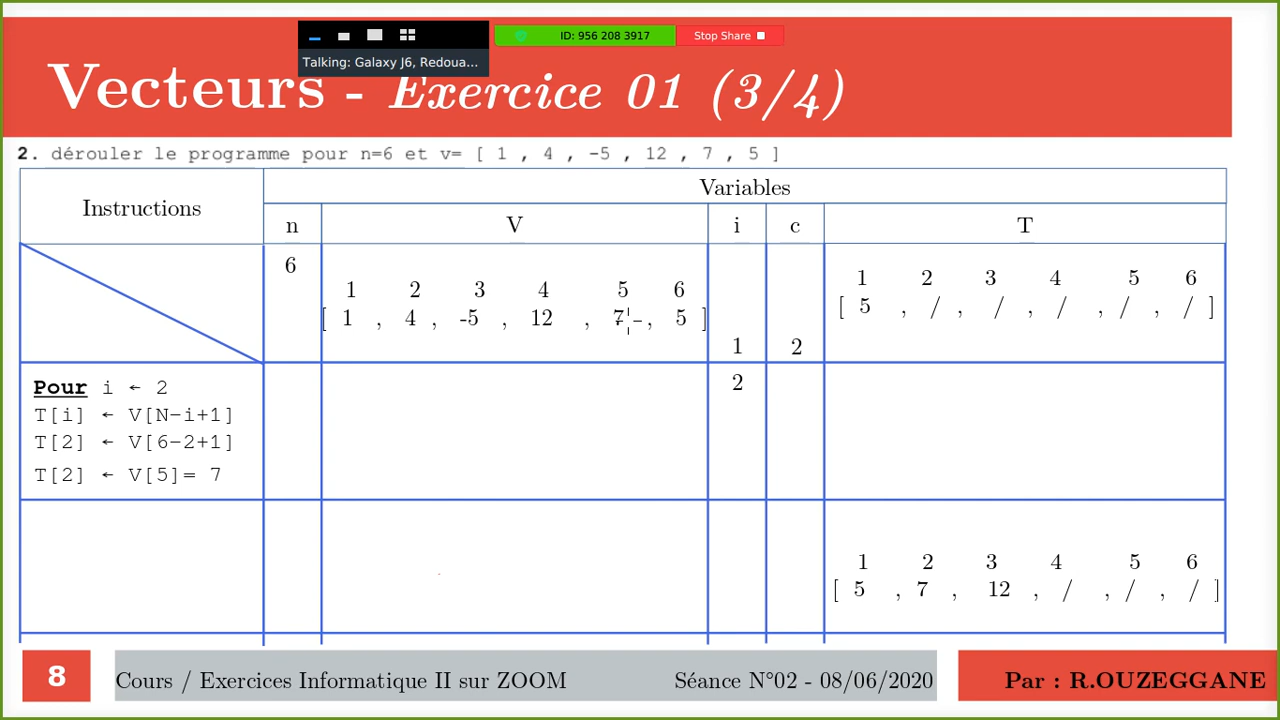 ID: 956 208 3917
Stop Share
Talking: Galaxy J6, Redoua...
Vecteurs - Exercice 01 (3/4)
2. dérouler le programme pour n=6 et v= [ 1 , 4 , -5 , 12 , 7 , 5 ]
Instructions
Variables
n V i c T
6
1 2 3 4 5 6
[ 1 , 4 , -5 , 12 , 7 , 5 ]
1 2
1 2 3 4 5 6
[ 5 , / , / , / , / , / ]
Pour i ← 2
T[i] ← V[N-i+1]
T[2] ← V[6-2+1]
T[2] ← V[5]= 7
2
1 2 3 4 5 6
[ 5 , 7 , 12 , / , / , / ]
8
Cours / Exercices Informatique II sur ZOOM
Séance N°02 - 08/06/2020
Par : R.OUZEGGANE